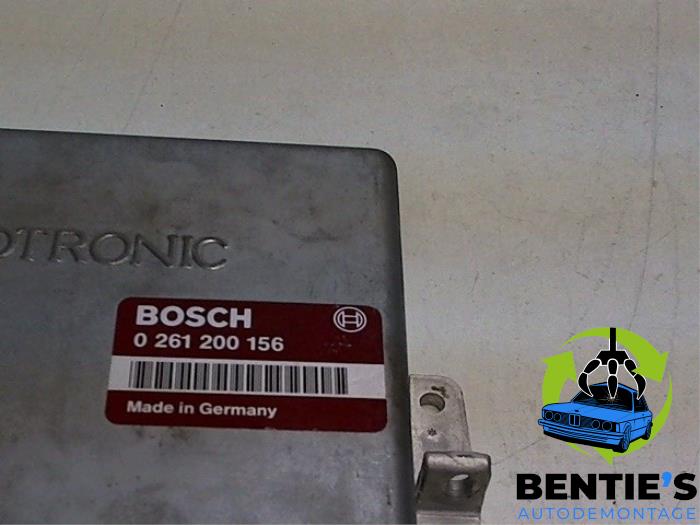 OTRONIC
BOSCH
0 261 200 156
Made in Germany
BENTIE'S
AUTODEMONTAGE